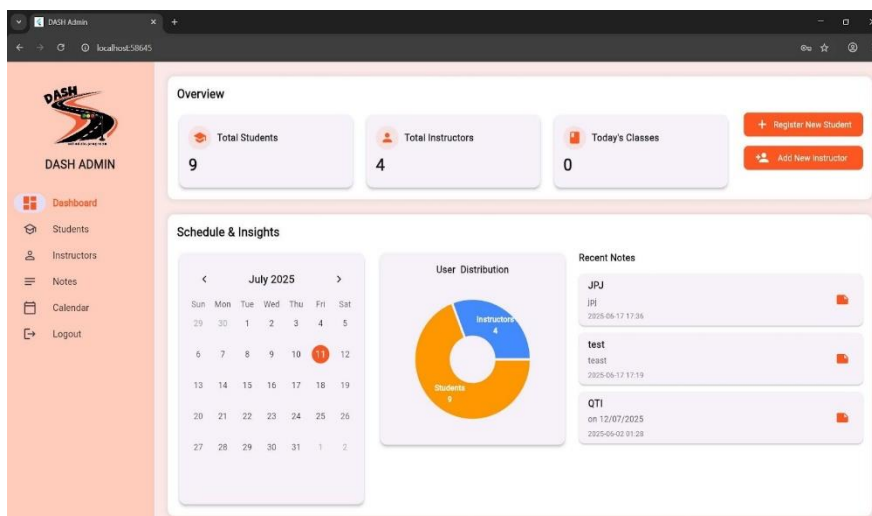 DASH Admin
localhost:58645
DASH
DASH ADMIN
Dashboard
Students
Instructors
Notes
Calendar
Logout
Overview
Total Students
9
Total Instructors
4
Today's Classes
0
Register New Student
Add New Instructor
Schedule & Insights
July 2025
Sun Mon Tue Wed Thu Fri Sat
29 30 1 2 3 4 5
6 7 8 9 10 11 12
13 14 15 16 17 18 19
20 21 22 23 24 25 26
27 28 29 30 31 1 2
User Distribution
Instructors
4
Students
9
Recent Notes
JPJ
jpj
2025-06-17 17:36
test
teast
2025-06-17 17:19
QTI
on 12/07/2025
2025-06-02 01:28